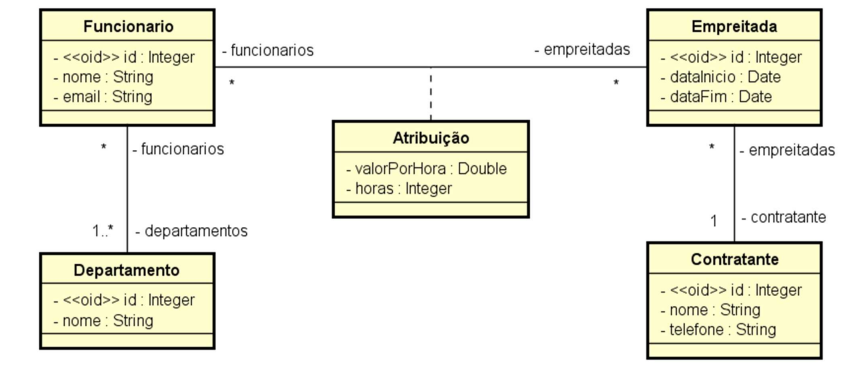 Funcionario
- <<oid>> id : Integer
- nome : String
- email : String
- funcionarios
*
- empreitadas
*
Empreitada
- <<oid>> id : Integer
- dataInicio : Date
- dataFim : Date
Atribuição
- valorPorHora : Double
- horas : Integer
* - funcionarios
1..* - departamentos
* - empreitadas
1 - contratante
Departamento
- <<oid>> id : Integer
- nome : String
Contratante
- <<oid>> id : Integer
- nome : String
- telefone : String